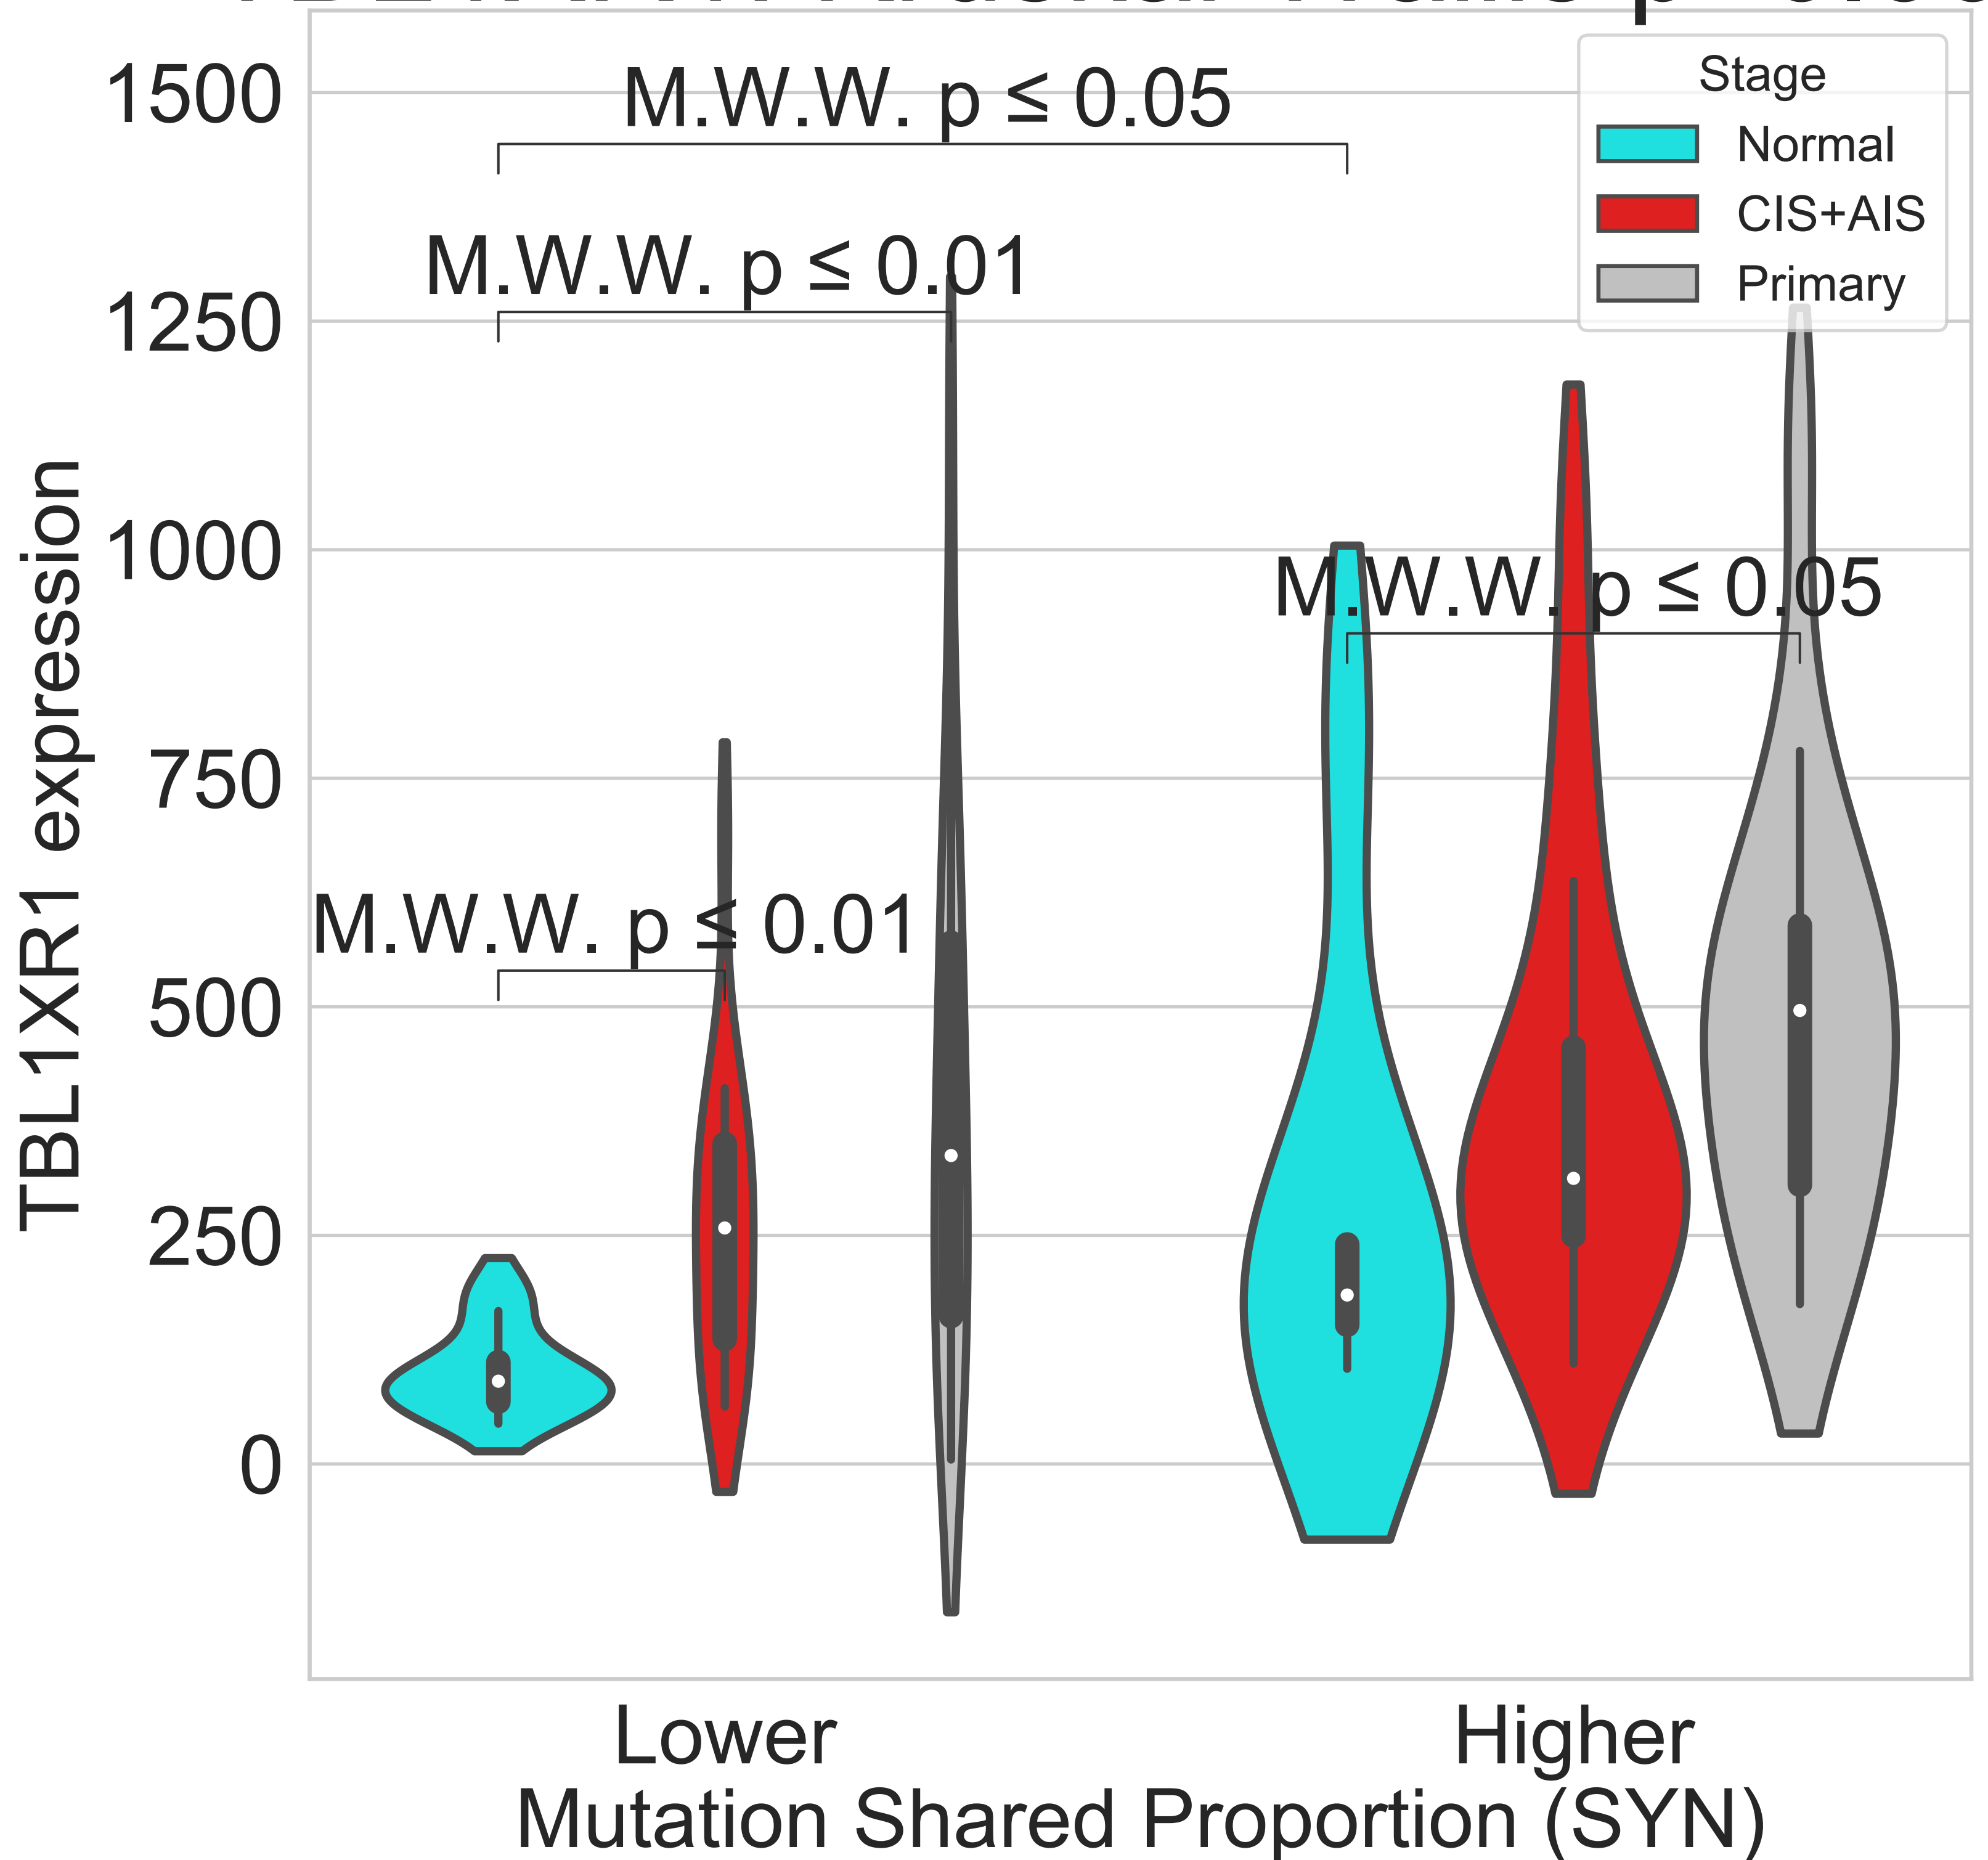 1500
1250
1000
750
500
250
0
TBL1XR1 expression
M.W.W. p ≤ 0.05
M.W.W. p ≤ 0.01
M.W.W. p ≤ 0.05
M.W.W. p ≤ 0.01
Stage
Normal
CIS+AIS
Primary
Lower
Higher
Mutation Shared Proportion (SYN)